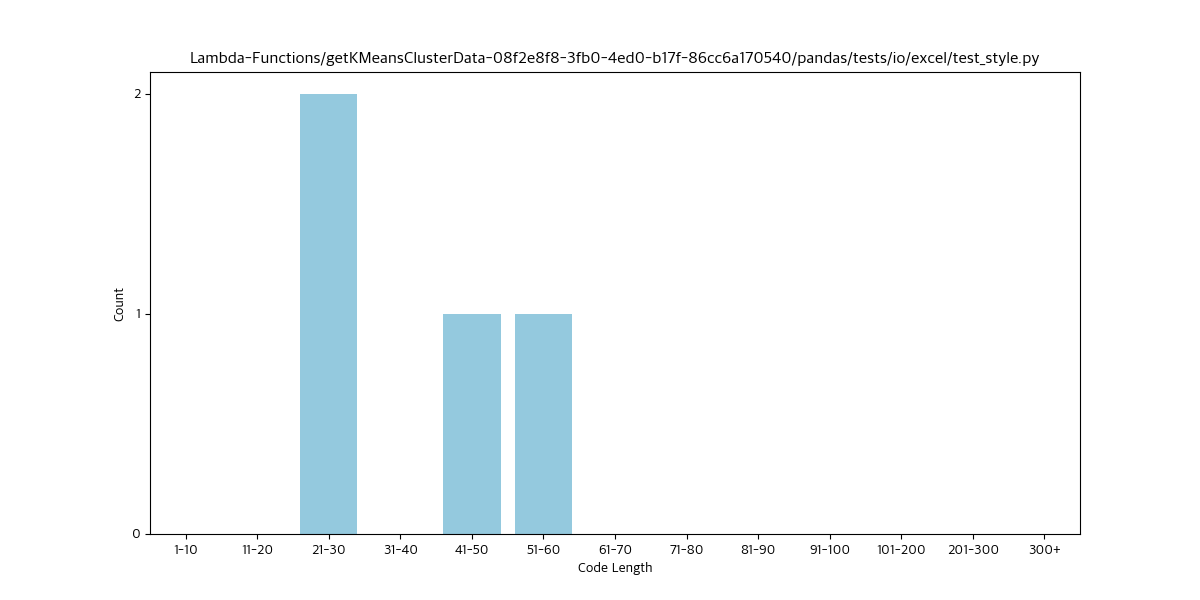 Lambda-Functions/getKMeansClusterData-08f2e8f8-3fb0-4ed0-b17f-86cc6a170540/pandas/tests/io/excel/test_style.py
2
1
0
Count
1-10 11-20 21-30 31-40 41-50 51-60 61-70 71-80 81-90 91-100 101-200 201-300 300+
Code Length